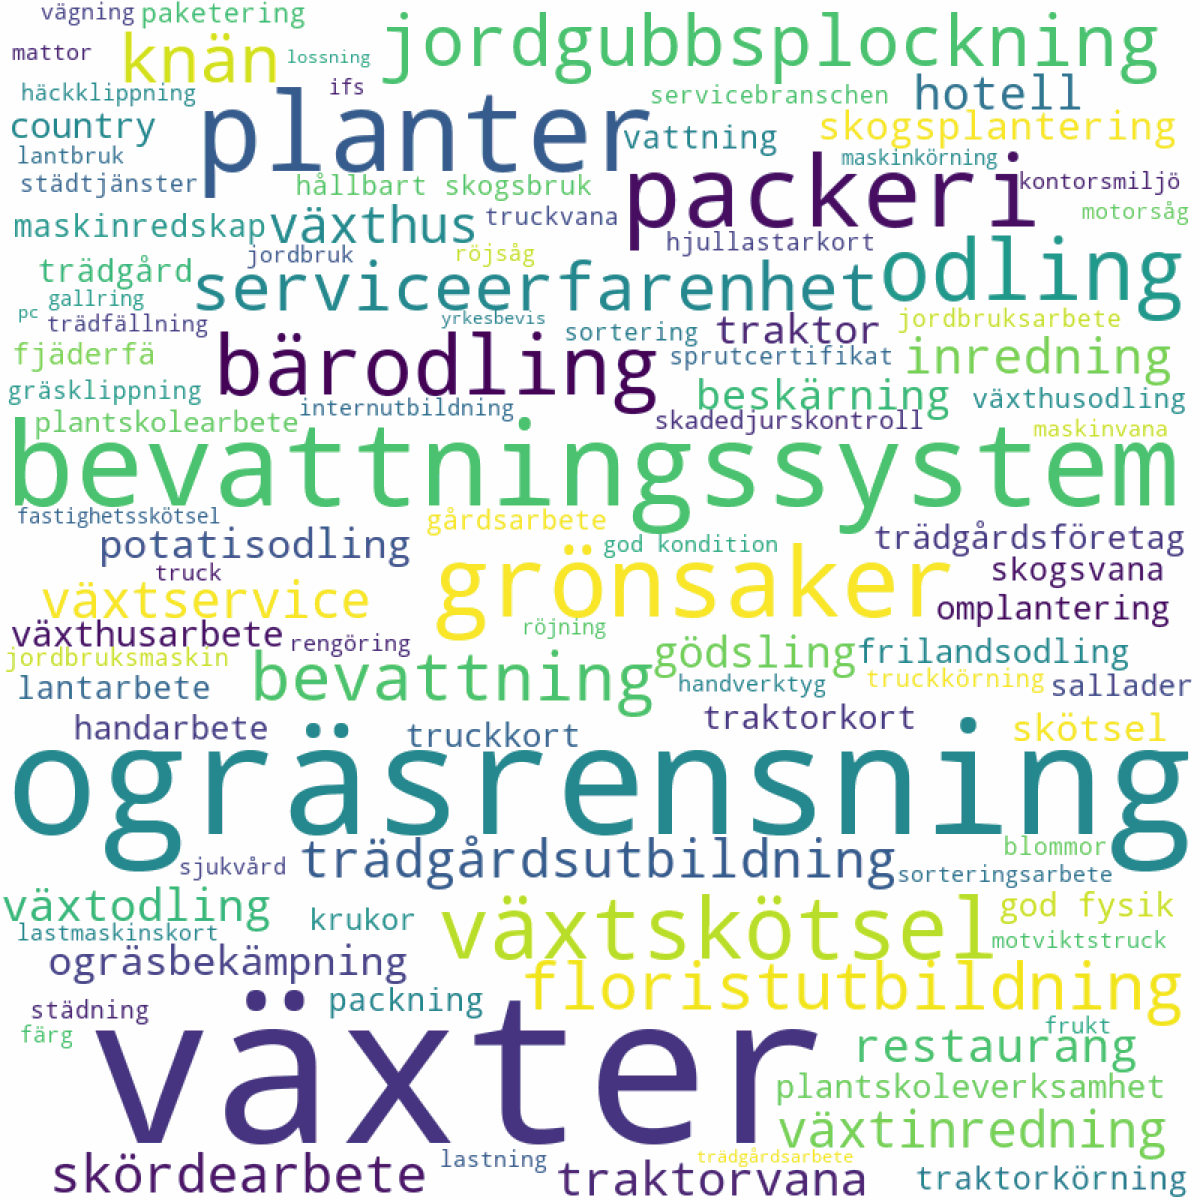 vägning paketering jordgubbsplockning
mattor knän lossning
häckklippning ifs servicebranschen hotell
country planter vattning skogsplantering
lantbruk maskinkörning
städtjänster hållbart skogsbruk packeri kontorsmiljö
maskinredskap växthus truckvana motorsåg
jordbruk röjsåg hjullastarkort
trädgård serviceerfarenhet odling
gallring
pc trädfällning yrkesbevis sortering traktor jordbruksarbete
fjäderfä bärodling sprutcertifikat inredning
gräsklippning beskärning växthusodling
plantskolearbete internutbildning skadedjurskontroll maskinvana
bevattningssystem
fastighetsskötsel gårdsarbete
potatisodling god kondition trädgårdsföretag
truck grönsaker skogsvana
växtservice omplantering
växthusarbete rengöring röjning
jordbruksmaskin bevattning gödsling frilandsodling
lantarbete handverktyg truckkörning sallader
handarbete truckkort traktorkort skötsel
ogräsrensning
sjukvård trädgårdsutbildning blommor
sorteringsarbete
växtodling krukor växtskötsel god fysik
lastmaskinskort motviktstruck
ogräsbekämpning floristutbildning
städning packning
färg växter frukt
restaurang
plantskoleverksamhet
växtinredning
skördearbete lastning trädgårdsarbete
traktorvana traktorkörning